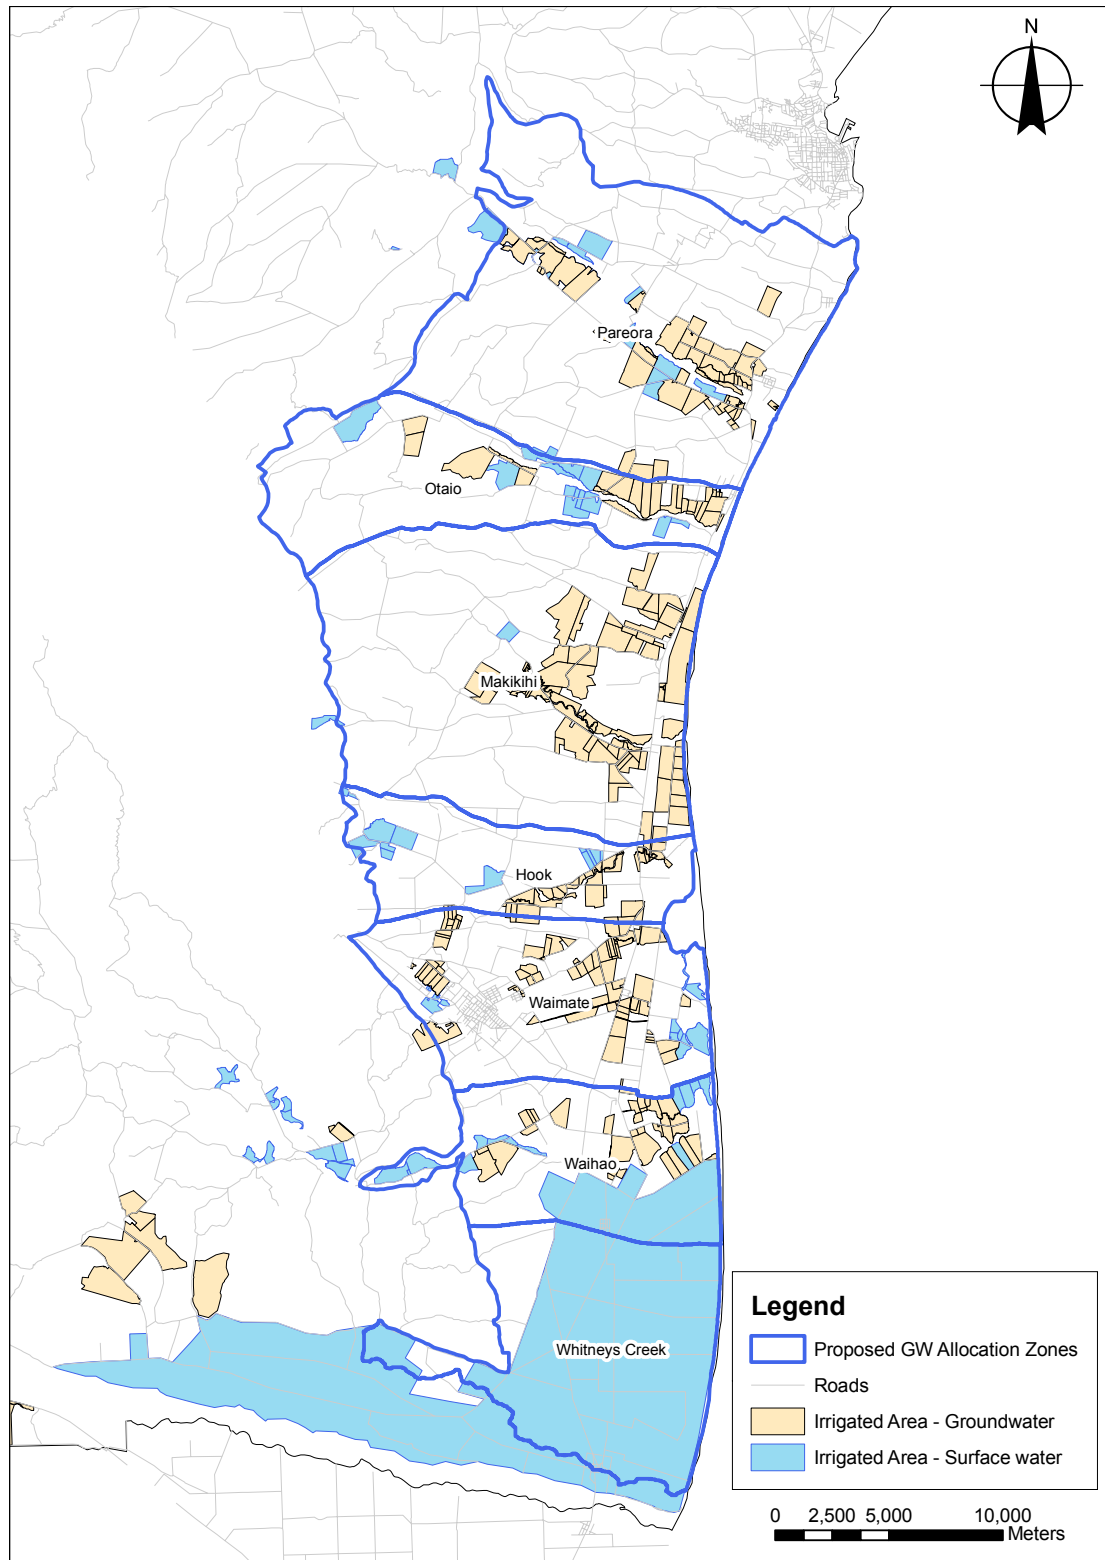 N
Pareora
Otaio
Makikihi
Hook
Waimate
Waihao
Whitneys Creek
Legend
Proposed GW Allocation Zones
Roads
Irrigated Area - Groundwater
Irrigated Area - Surface water
0 2,500 5,000 10,000
Meters